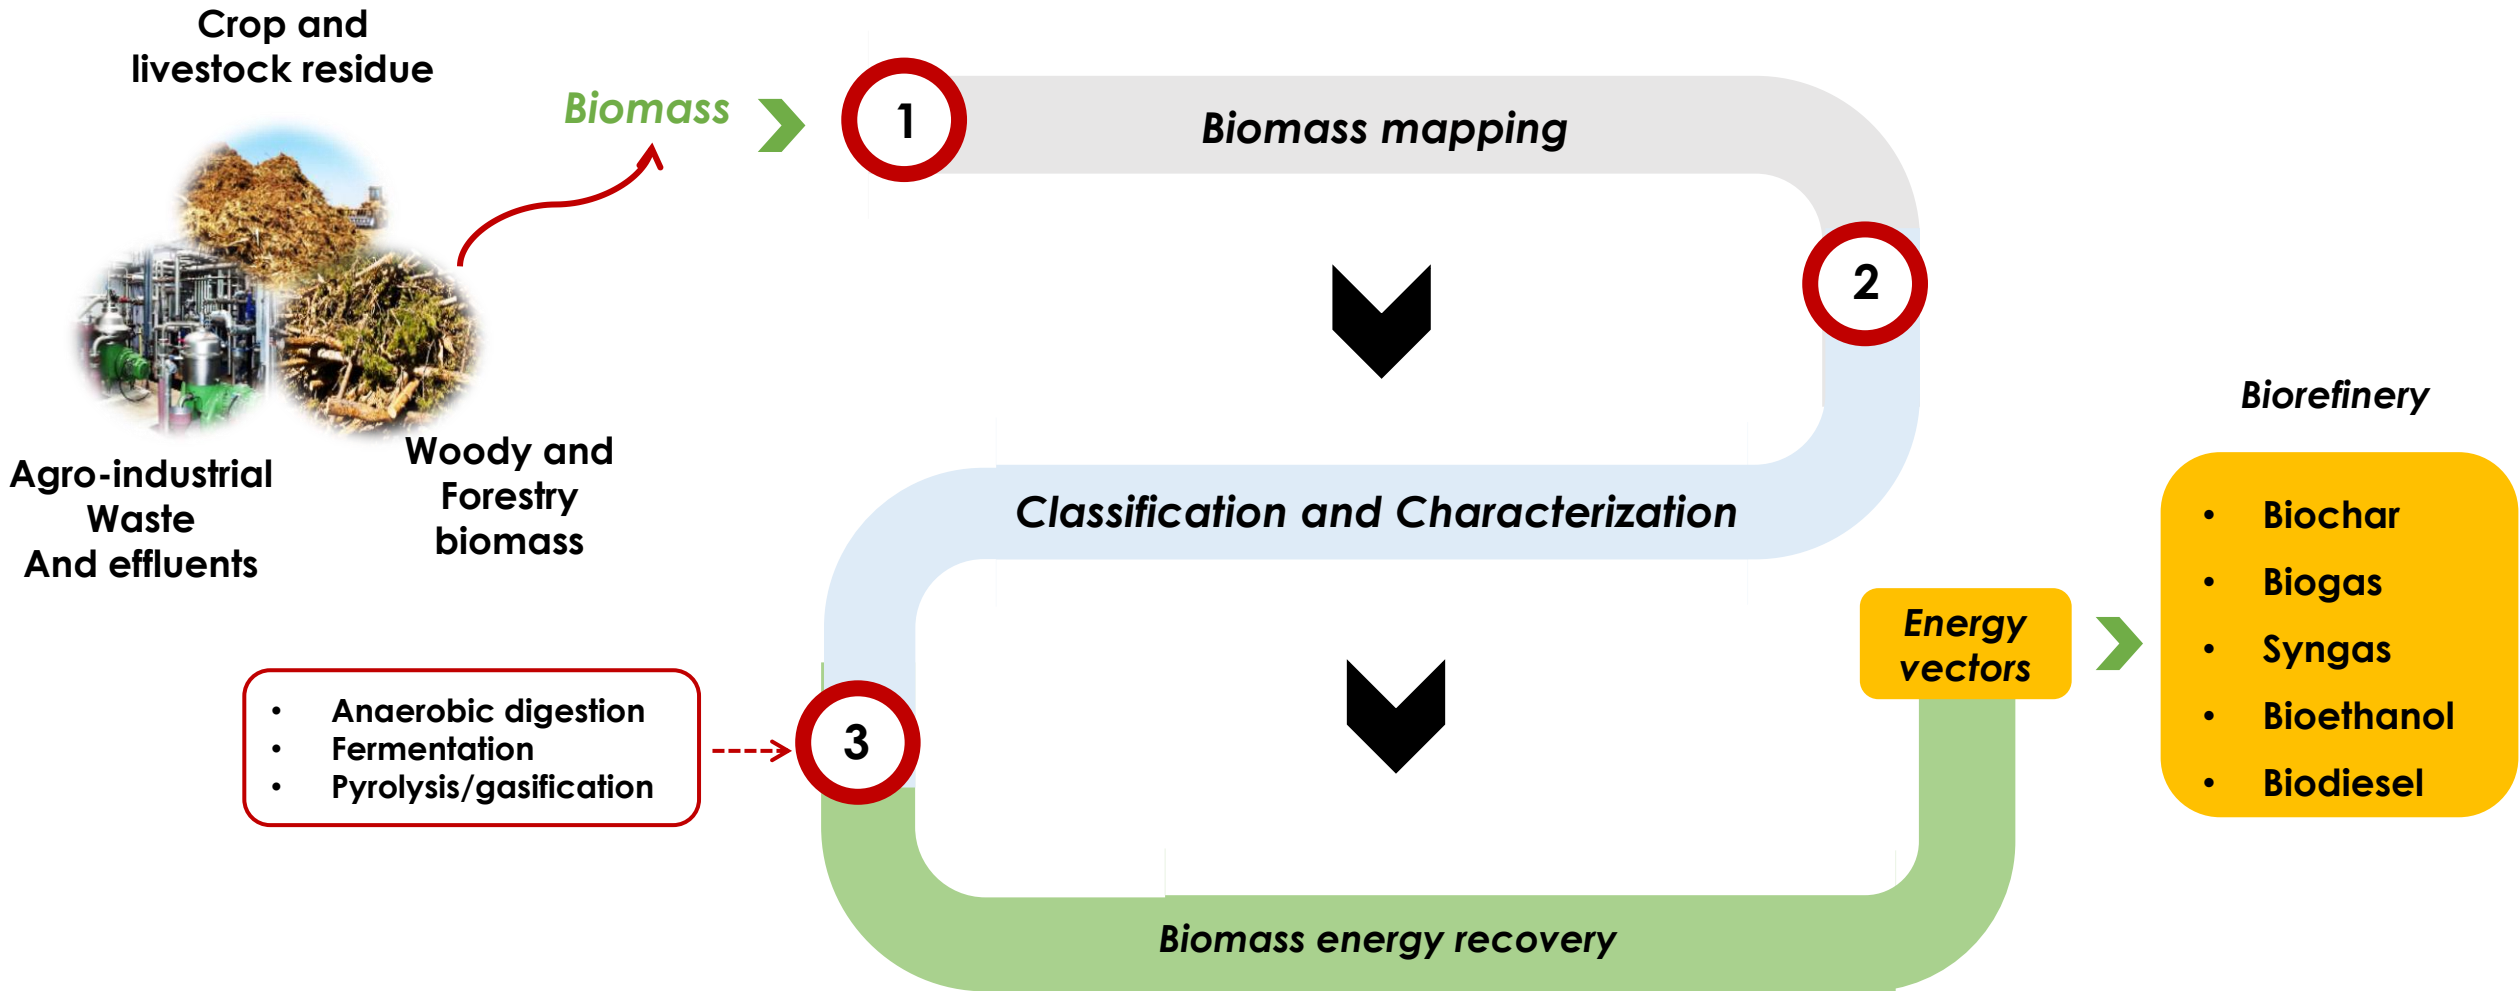 Crop and
livestock residue
Biomass
1
Biomass mapping
2
Agro-industrial
Waste
And effluents
Woody and
Forestry
biomass
Classification and Characterization
• Anaerobic digestion
• Fermentation
• Pyrolysis/gasification
3
Biomass energy recovery
Energy
vectors
Biorefinery
• Biochar
• Biogas
• Syngas
• Bioethanol
• Biodiesel